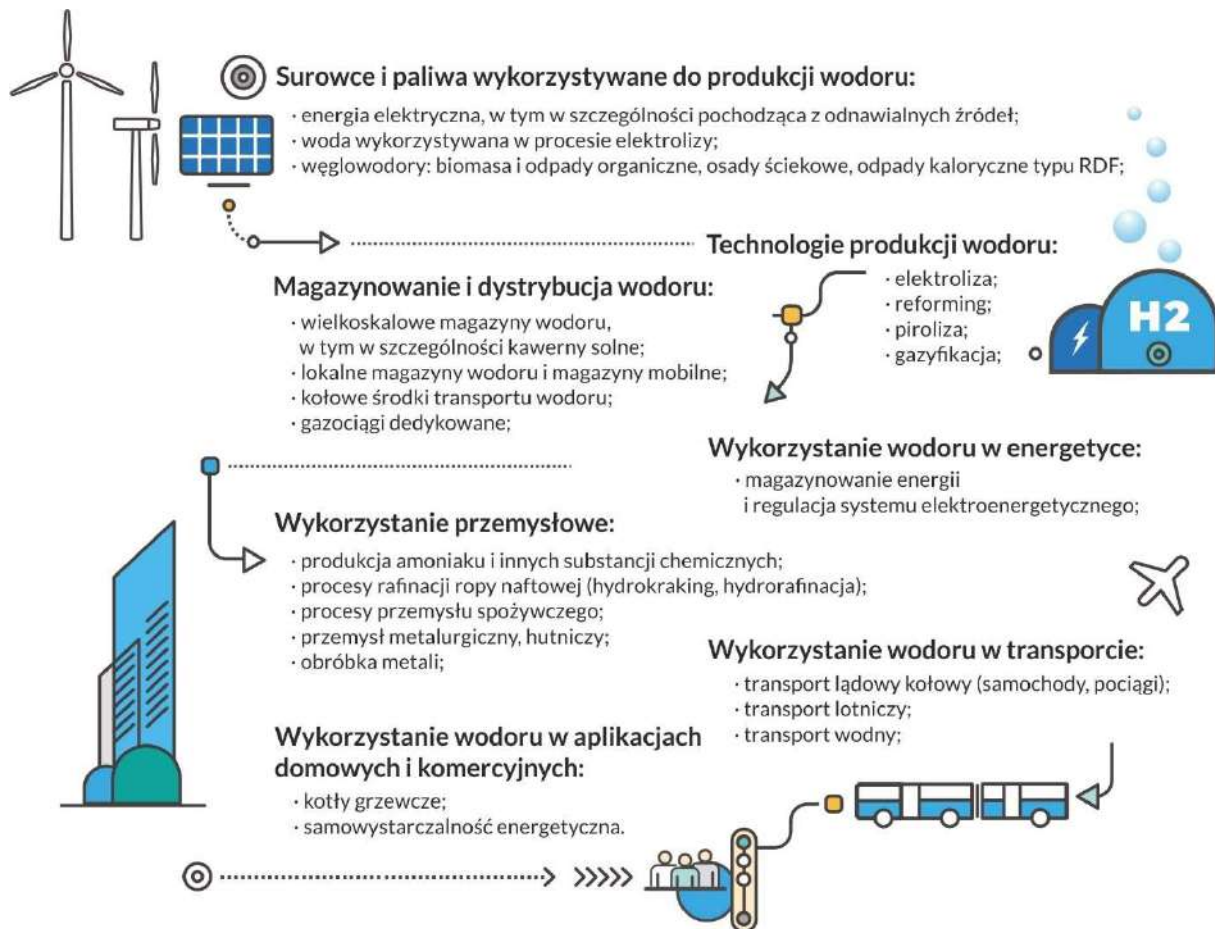 Surowce i paliwa wykorzystywane do produkcji wodoru:
· energia elektryczna, w tym w szczególności pochodząca z odnawialnych źródeł;
· woda wykorzystywana w procesie elektrolizy;
· węglowodory: biomasa i odpady organiczne, osady ściekowe, odpady kaloryczne typu RDF;
Technologie produkcji wodoru:
· elektroliza;
· reforming;
· piroliza;
· gazyfikacja;
H2
Magazynowanie i dystrybucja wodoru:
· wielkoskalowe magazyny wodoru,
w tym w szczególności kawerny solne;
· lokalne magazyny wodoru i magazyny mobilne;
· kołowe środki transportu wodoru;
· gazociągi dedykowane;
Wykorzystanie wodoru w energetyce:
· magazynowanie energii
i regulacja systemu elektroenergetycznego;
Wykorzystanie przemysłowe:
· produkcja amoniaku i innych substancji chemicznych;
· procesy rafinacji ropy naftowej (hydrokraking, hydrorafinacja);
· procesy przemysłu spożywczego;
· przemysł metalurgiczny, hutniczy;
· obróbka metali;
Wykorzystanie wodoru w transporcie:
· transport lądowy kołowy (samochody, pociągi);
· transport lotniczy;
· transport wodny;
Wykorzystanie wodoru w aplikacjach
domowych i komercyjnych:
· kotły grzewcze;
· samowystarczalność energetyczna.